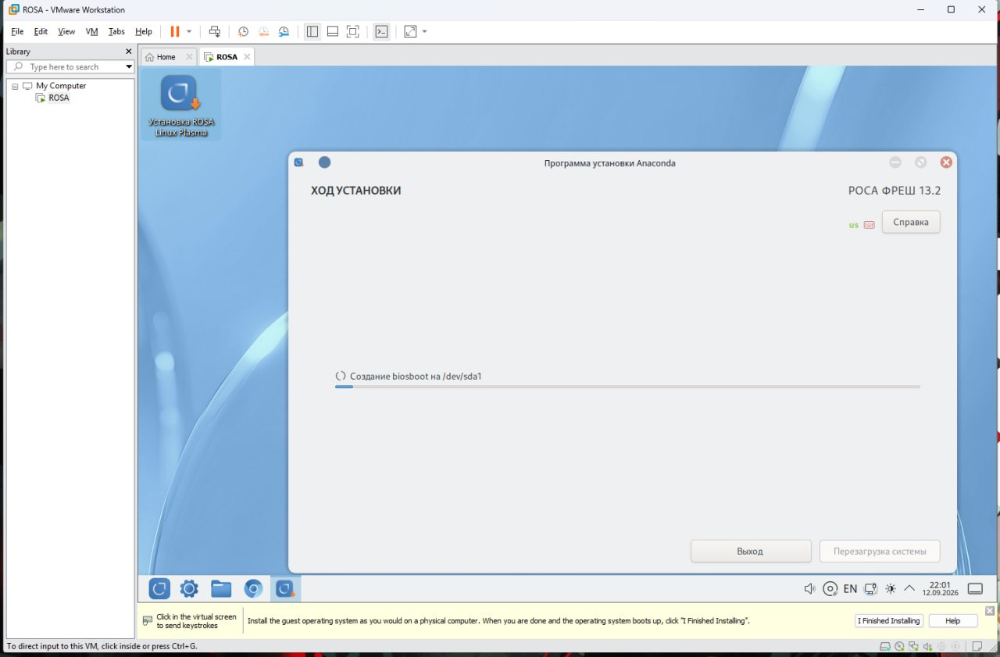 ROSA - VMware Workstation
File Edit View VM Tabs Help
Library
Type here to search
My Computer
ROSA
Home
ROSA
Установка ROSA
Linux Plasma
Программа установки Anaconda
ХОД УСТАНОВКИ
РОСА ФРЕШ 13.2
us
Справка
Создание biosboot на /dev/sda1
Выход
Перезагрузка системы
EN
22:01
12.09.2026
Click in the virtual screen
to send keystrokes
Install the guest operating system as you would on a physical computer. When you are done and the operating system boots up, click "I Finished Installing".
I Finished Installing
Help
To direct input to this VM, click inside or press Ctrl+G.